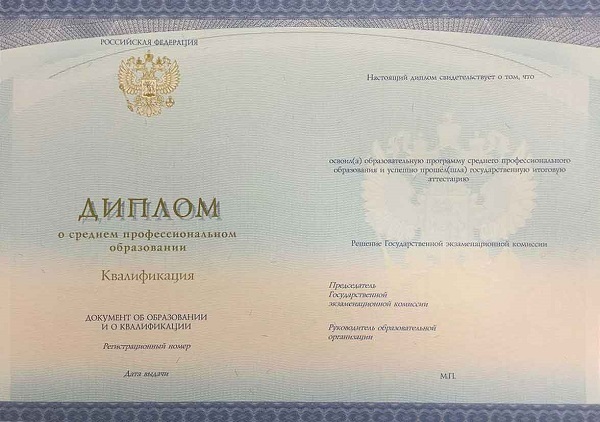 РОССИЙСКАЯ ФЕДЕРАЦИЯ
ДИПЛОМ
о среднем профессиональном
образовании
Квалификация
ДОКУМЕНТ ОБ ОБРАЗОВАНИИ
И О КВАЛИФИКАЦИИ
Регистрационный номер
Дата выдачи
Настоящий диплом свидетельствует о том, что
освоил(а) образовательную программу среднего профессионального
образования и успешно прошёл(шла) государственную итоговую
аттестацию
Решение Государственной экзаменационной комиссии
Председатель
Государственной
экзаменационной комиссии
Руководитель образовательной
организации
М.П.